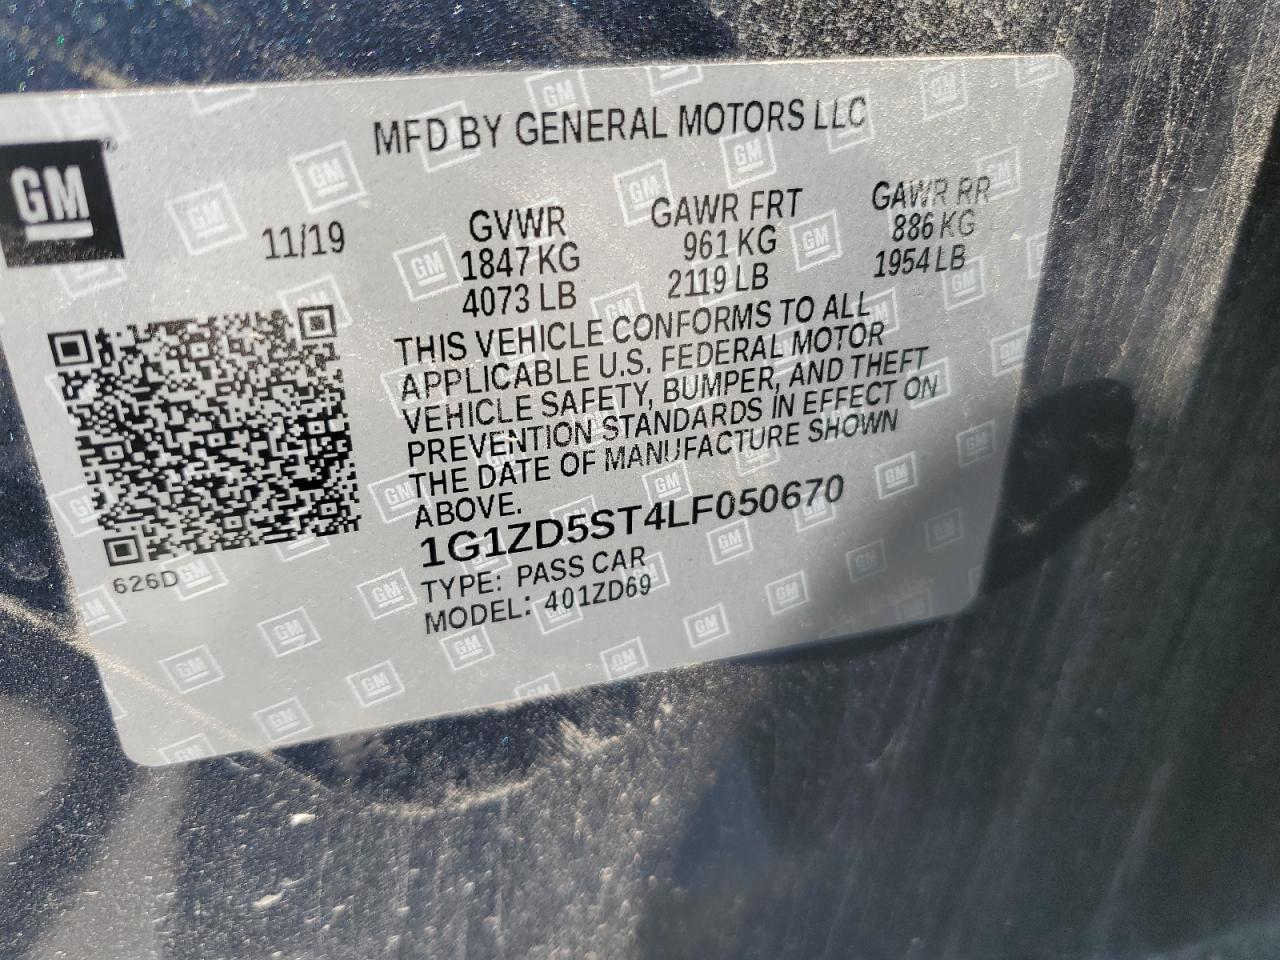 MFD BY GENERAL MOTORS LLC
GM
11/19
GVWR
1847 KG
4073 LB
GAWR FRT
961 KG
2119 LB
GAWR RR
886 KG
1954 LB
THIS VEHICLE CONFORMS TO ALL
APPLICABLE U.S. FEDERAL MOTOR
VEHICLE SAFETY, BUMPER, AND THEFT
PREVENTION STANDARDS IN EFFECT ON
THE DATE OF MANUFACTURE SHOWN
ABOVE.
1G1ZD5ST4LF050670
TYPE: PASS CAR
MODEL: 401ZD69
626D